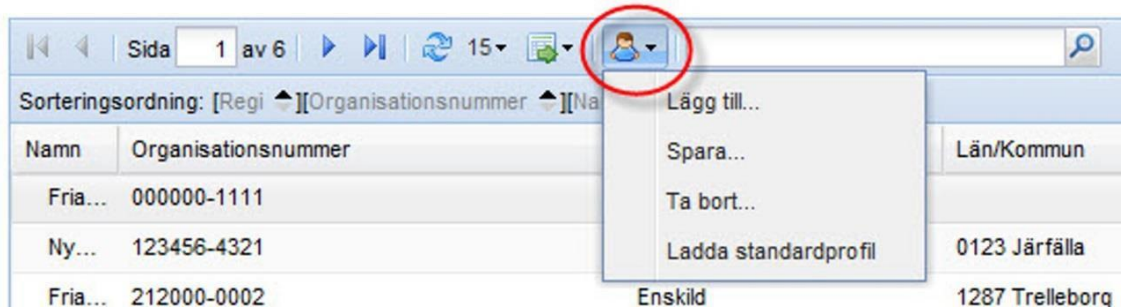 Sida 1 av 6 15
Sorteringsordning: [Regi ][Organisationsnummer ][Na
Lägg till...
Namn Organisationsnummer Län/Kommun
Spara...
Fria... 000000-1111
Ta bort...
Ny... 123456-4321 0123 Järfälla
Ladda standardprofil
Fria... 212000-0002 Enskild 1287 Trelleborg